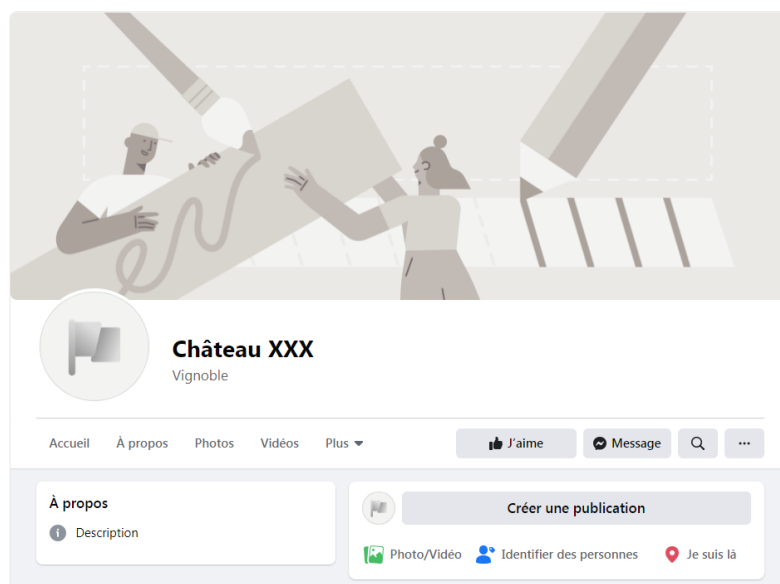 Château XXX
Vignoble
Accueil À propos Photos Vidéos Plus J'aime Message ...
À propos
Description
Créer une publication
Photo/Vidéo Identifier des personnes Je suis là